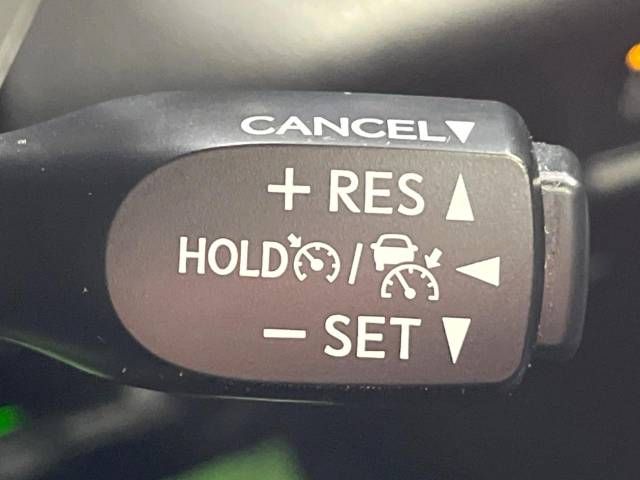 CANCEL▼
+ RES ▲
HOLD / ◀
− SET ▼